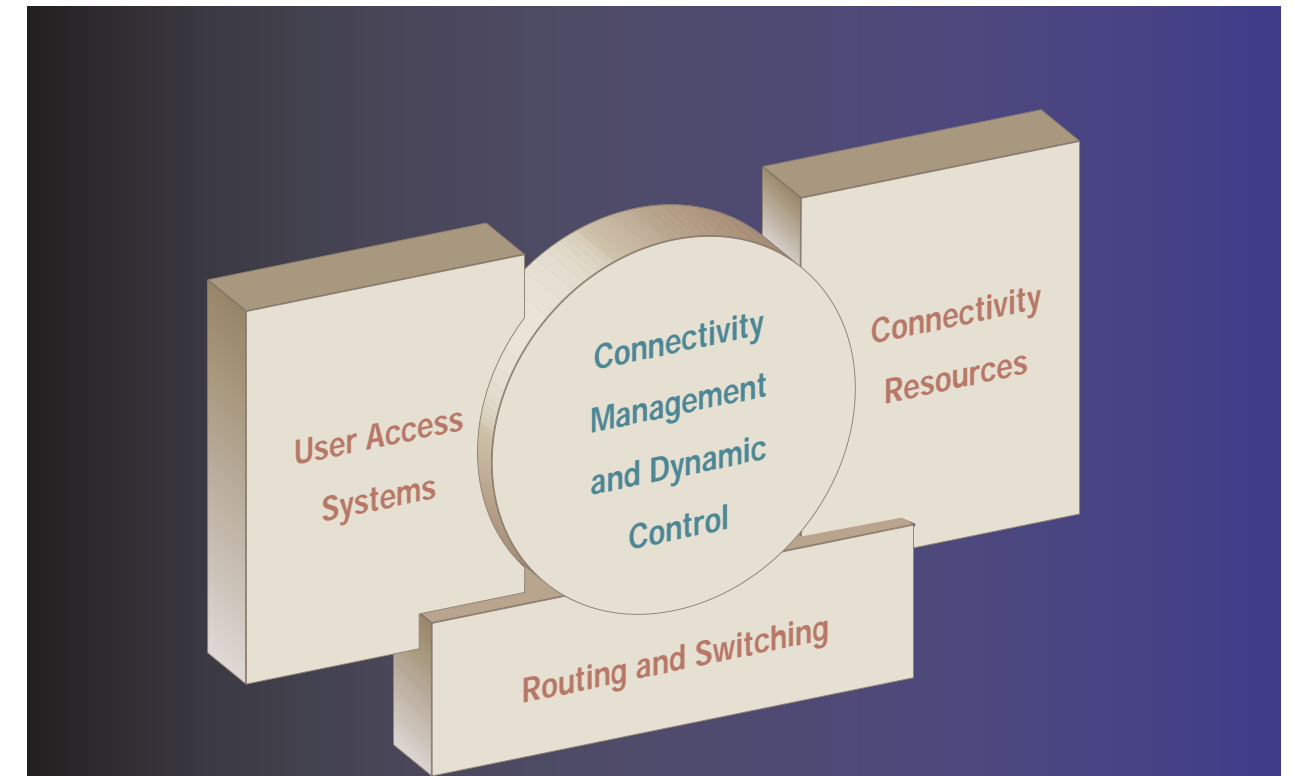 User Access
Systems
Connectivity
Management
and Dynamic
Control
Connectivity
Resources
Routing and Switching